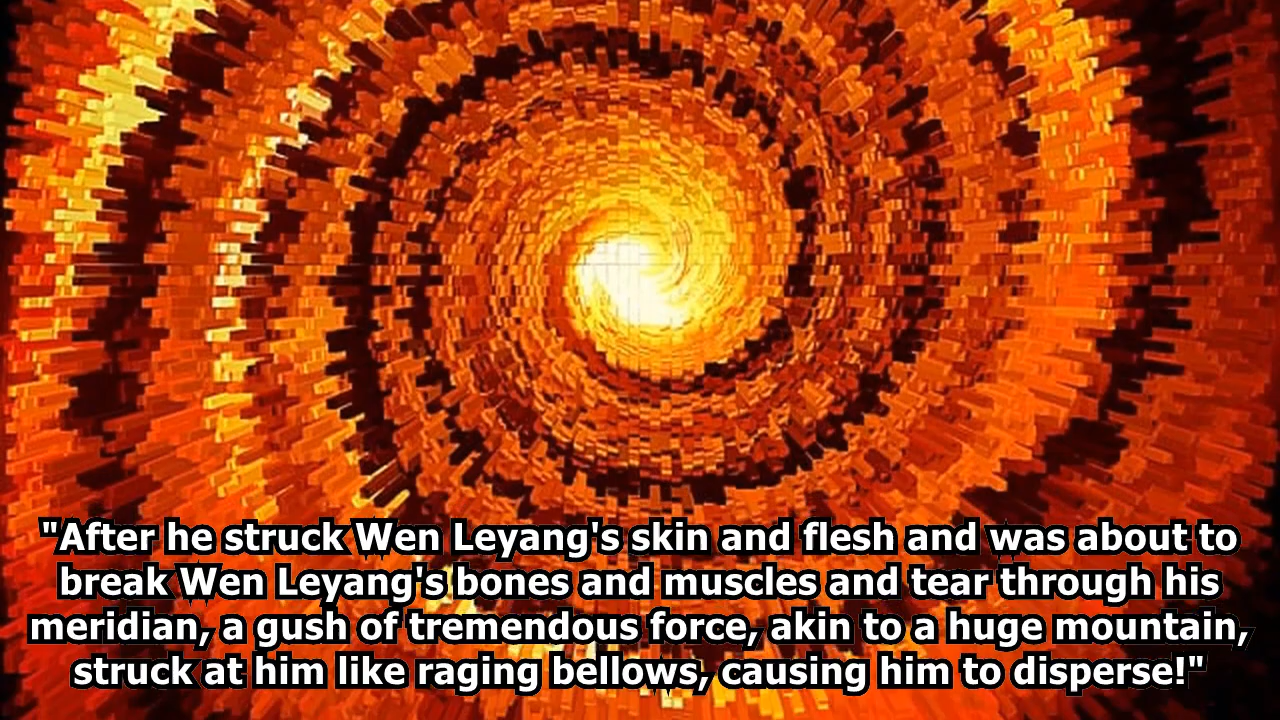 "After he struck Wen Leyang's skin and flesh and was about to
break Wen Leyang's bones and muscles and tear through his
meridian, a gush of tremendous force, akin to a huge mountain,
struck at him like raging bellows, causing him to disperse!"